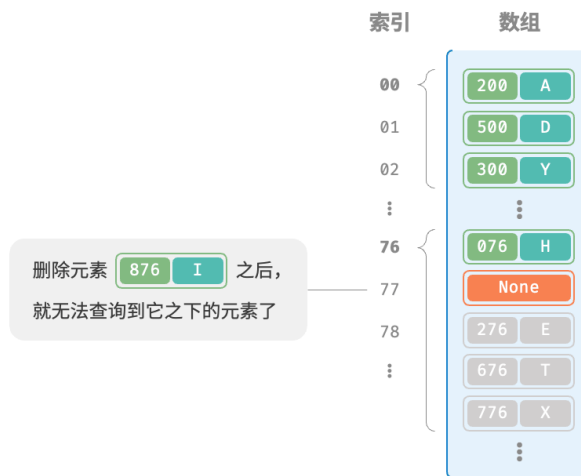 索引 数组
00 200 A
01 500 D
02 300 Y
76 076 H
删除元素 876 I 之后，
77 None
就无法查询到它之下的元素了
78 276 E
676 T
776 X